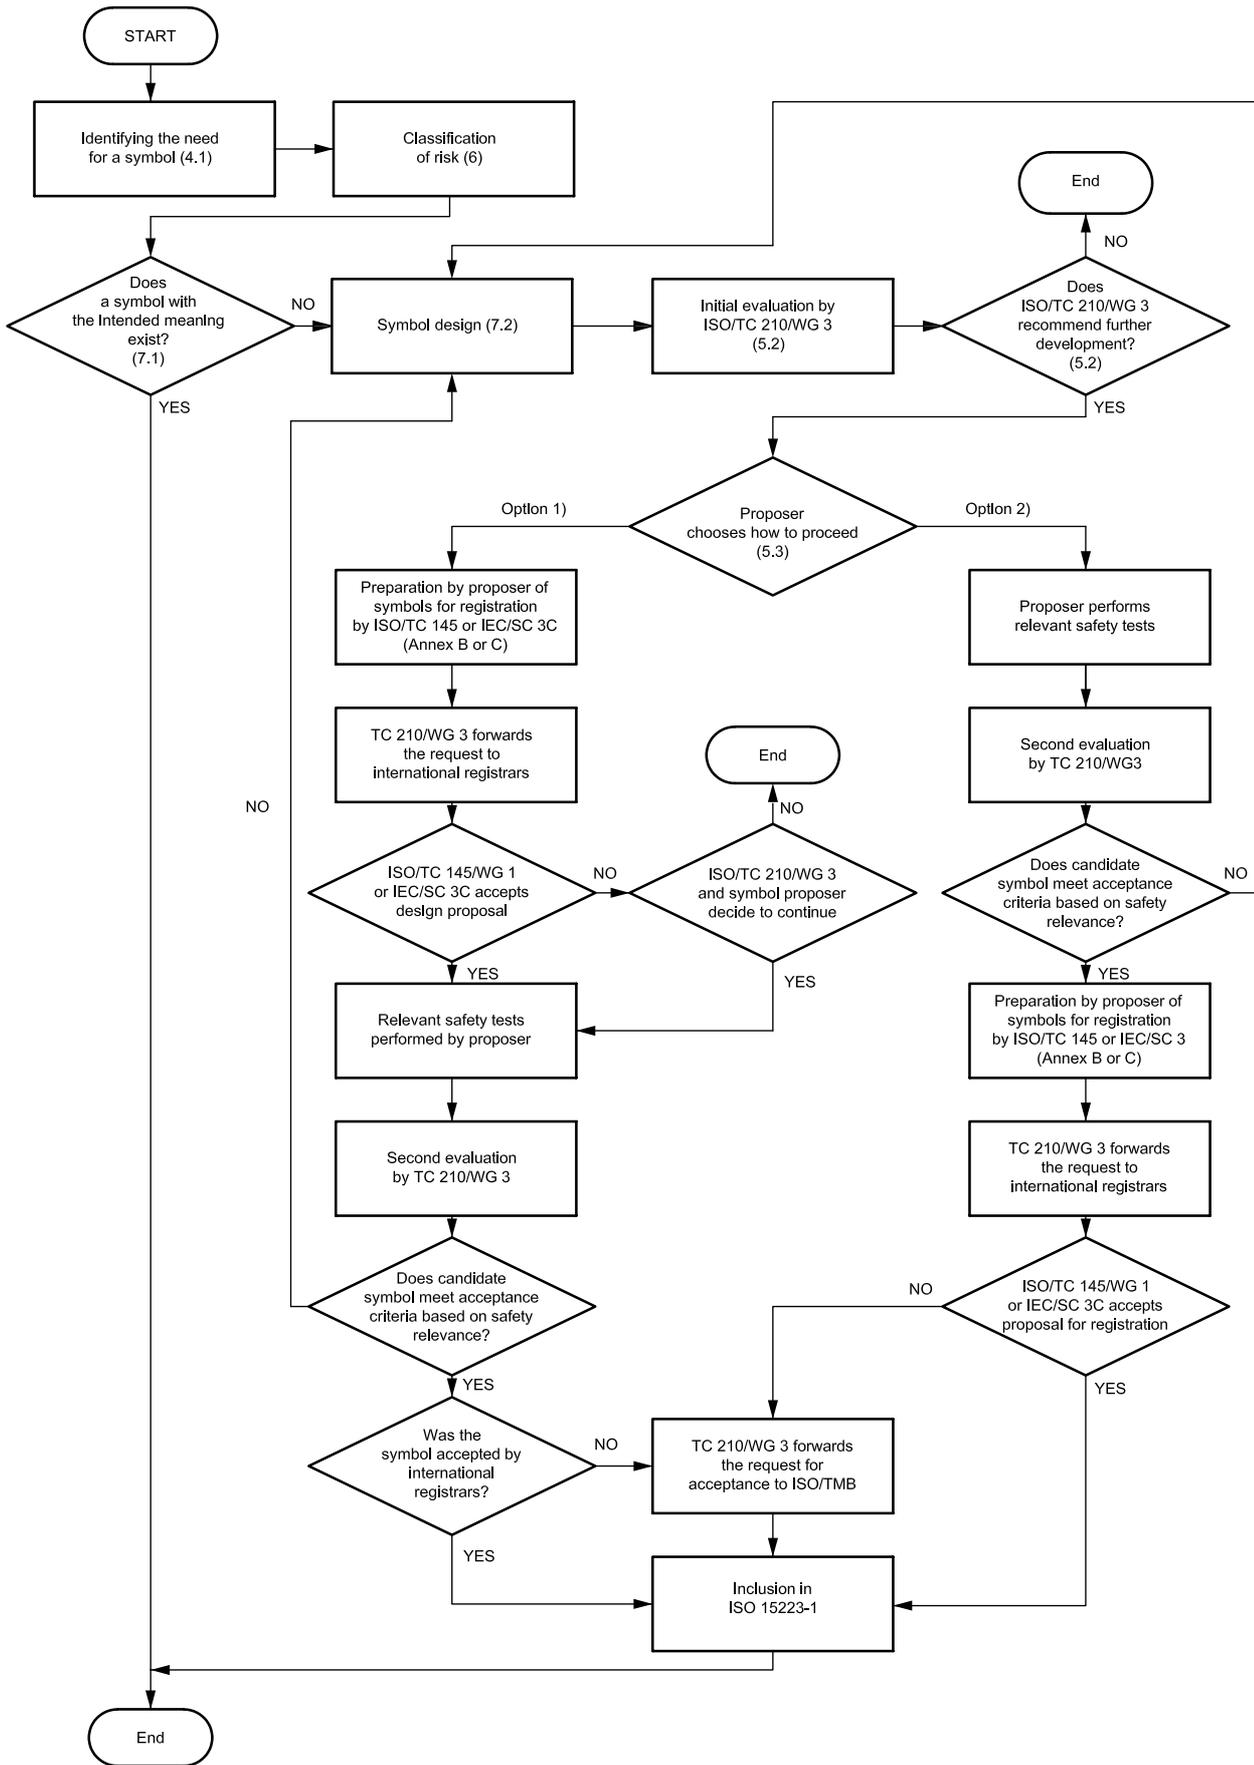 START
Identifying the need
for a symbol (4.1)
Classification
of risk (6)
End
NO
Does
a symbol with
the Intended meaning
exist?
(7.1)
NO
YES
Symbol design (7.2)
Initial evaluation by
ISO/TC 210/WG 3
(5.2)
Does
ISO/TC 210/WG 3
recommend further
development?
(5.2)
YES
Proposer
chooses how to proceed
(5.3)
Option 1)
Option 2)
Preparation by proposer of
symbols for registration
by ISO/TC 145 or IEC/SC 3C
(Annex B or C)
Proposer performs
relevant safety tests
TC 210/WG 3 forwards
the request to
international registrars
End
Second evaluation
by TC 210/WG3
NO
NO
ISO/TC 145/WG 1
or IEC/SC 3C accepts
design proposal
NO
YES
ISO/TC 210/WG 3
and symbol proposer
decide to continue
YES
Does candidate
symbol meet acceptance
criteria based on safety
relevance?
NO
YES
Relevant safety tests
performed by proposer
Preparation by proposer of
symbols for registration
by ISO/TC 145 or IEC/SC 3
(Annex B or C)
Second evaluation
by TC 210/WG 3
TC 210/WG 3 forwards
the request to
international registrars
Does candidate
symbol meet acceptance
criteria based on safety
relevance?
YES
NO
ISO/TC 145/WG 1
or IEC/SC 3C accepts
proposal for registration
YES
Was the
symbol accepted by
international
registrars?
NO
YES
TC 210/WG 3 forwards
the request for
acceptance to ISO/TMB
Inclusion in
ISO 15223-1
End